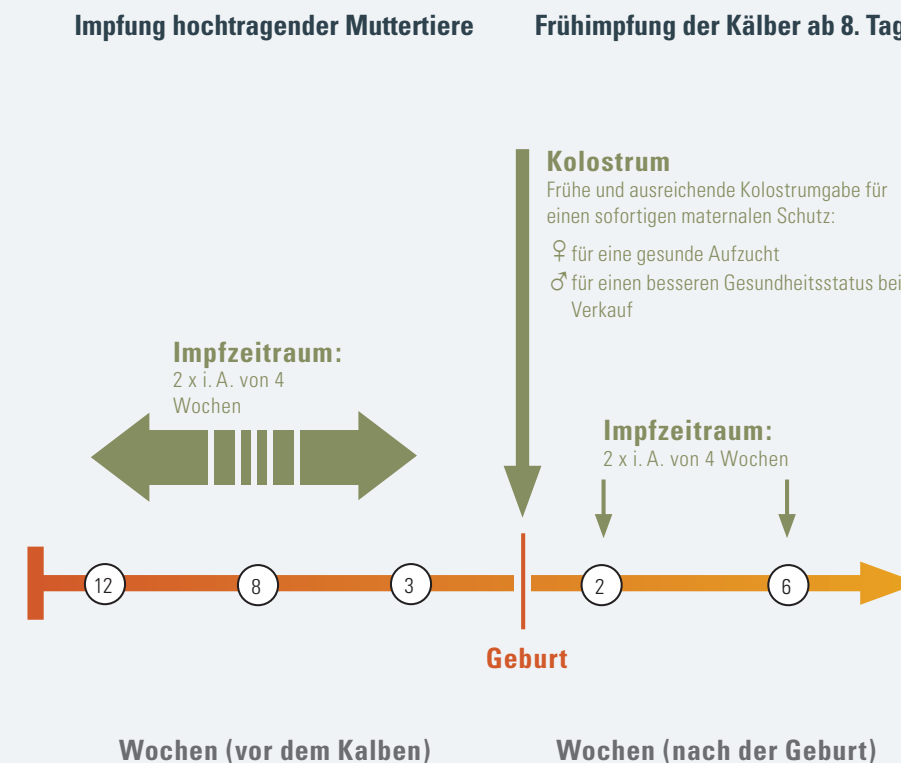 Impfung hochtragender Muttertiere
Frühimpfung der Kälber ab 8. Tag
Kolostrum
Frühe und ausreichende Kolostrumgabe für
einen sofortigen maternalen Schutz:
♀ für eine gesunde Aufzucht
♂ für einen besseren Gesundheitsstatus bei
Verkauf
Impfzeitraum:
2 x i. A. von 4
Wochen
Impfzeitraum:
2 x i. A. von 4 Wochen
12
8
3
2
6
Geburt
Wochen (vor dem Kalben)
Wochen (nach der Geburt)